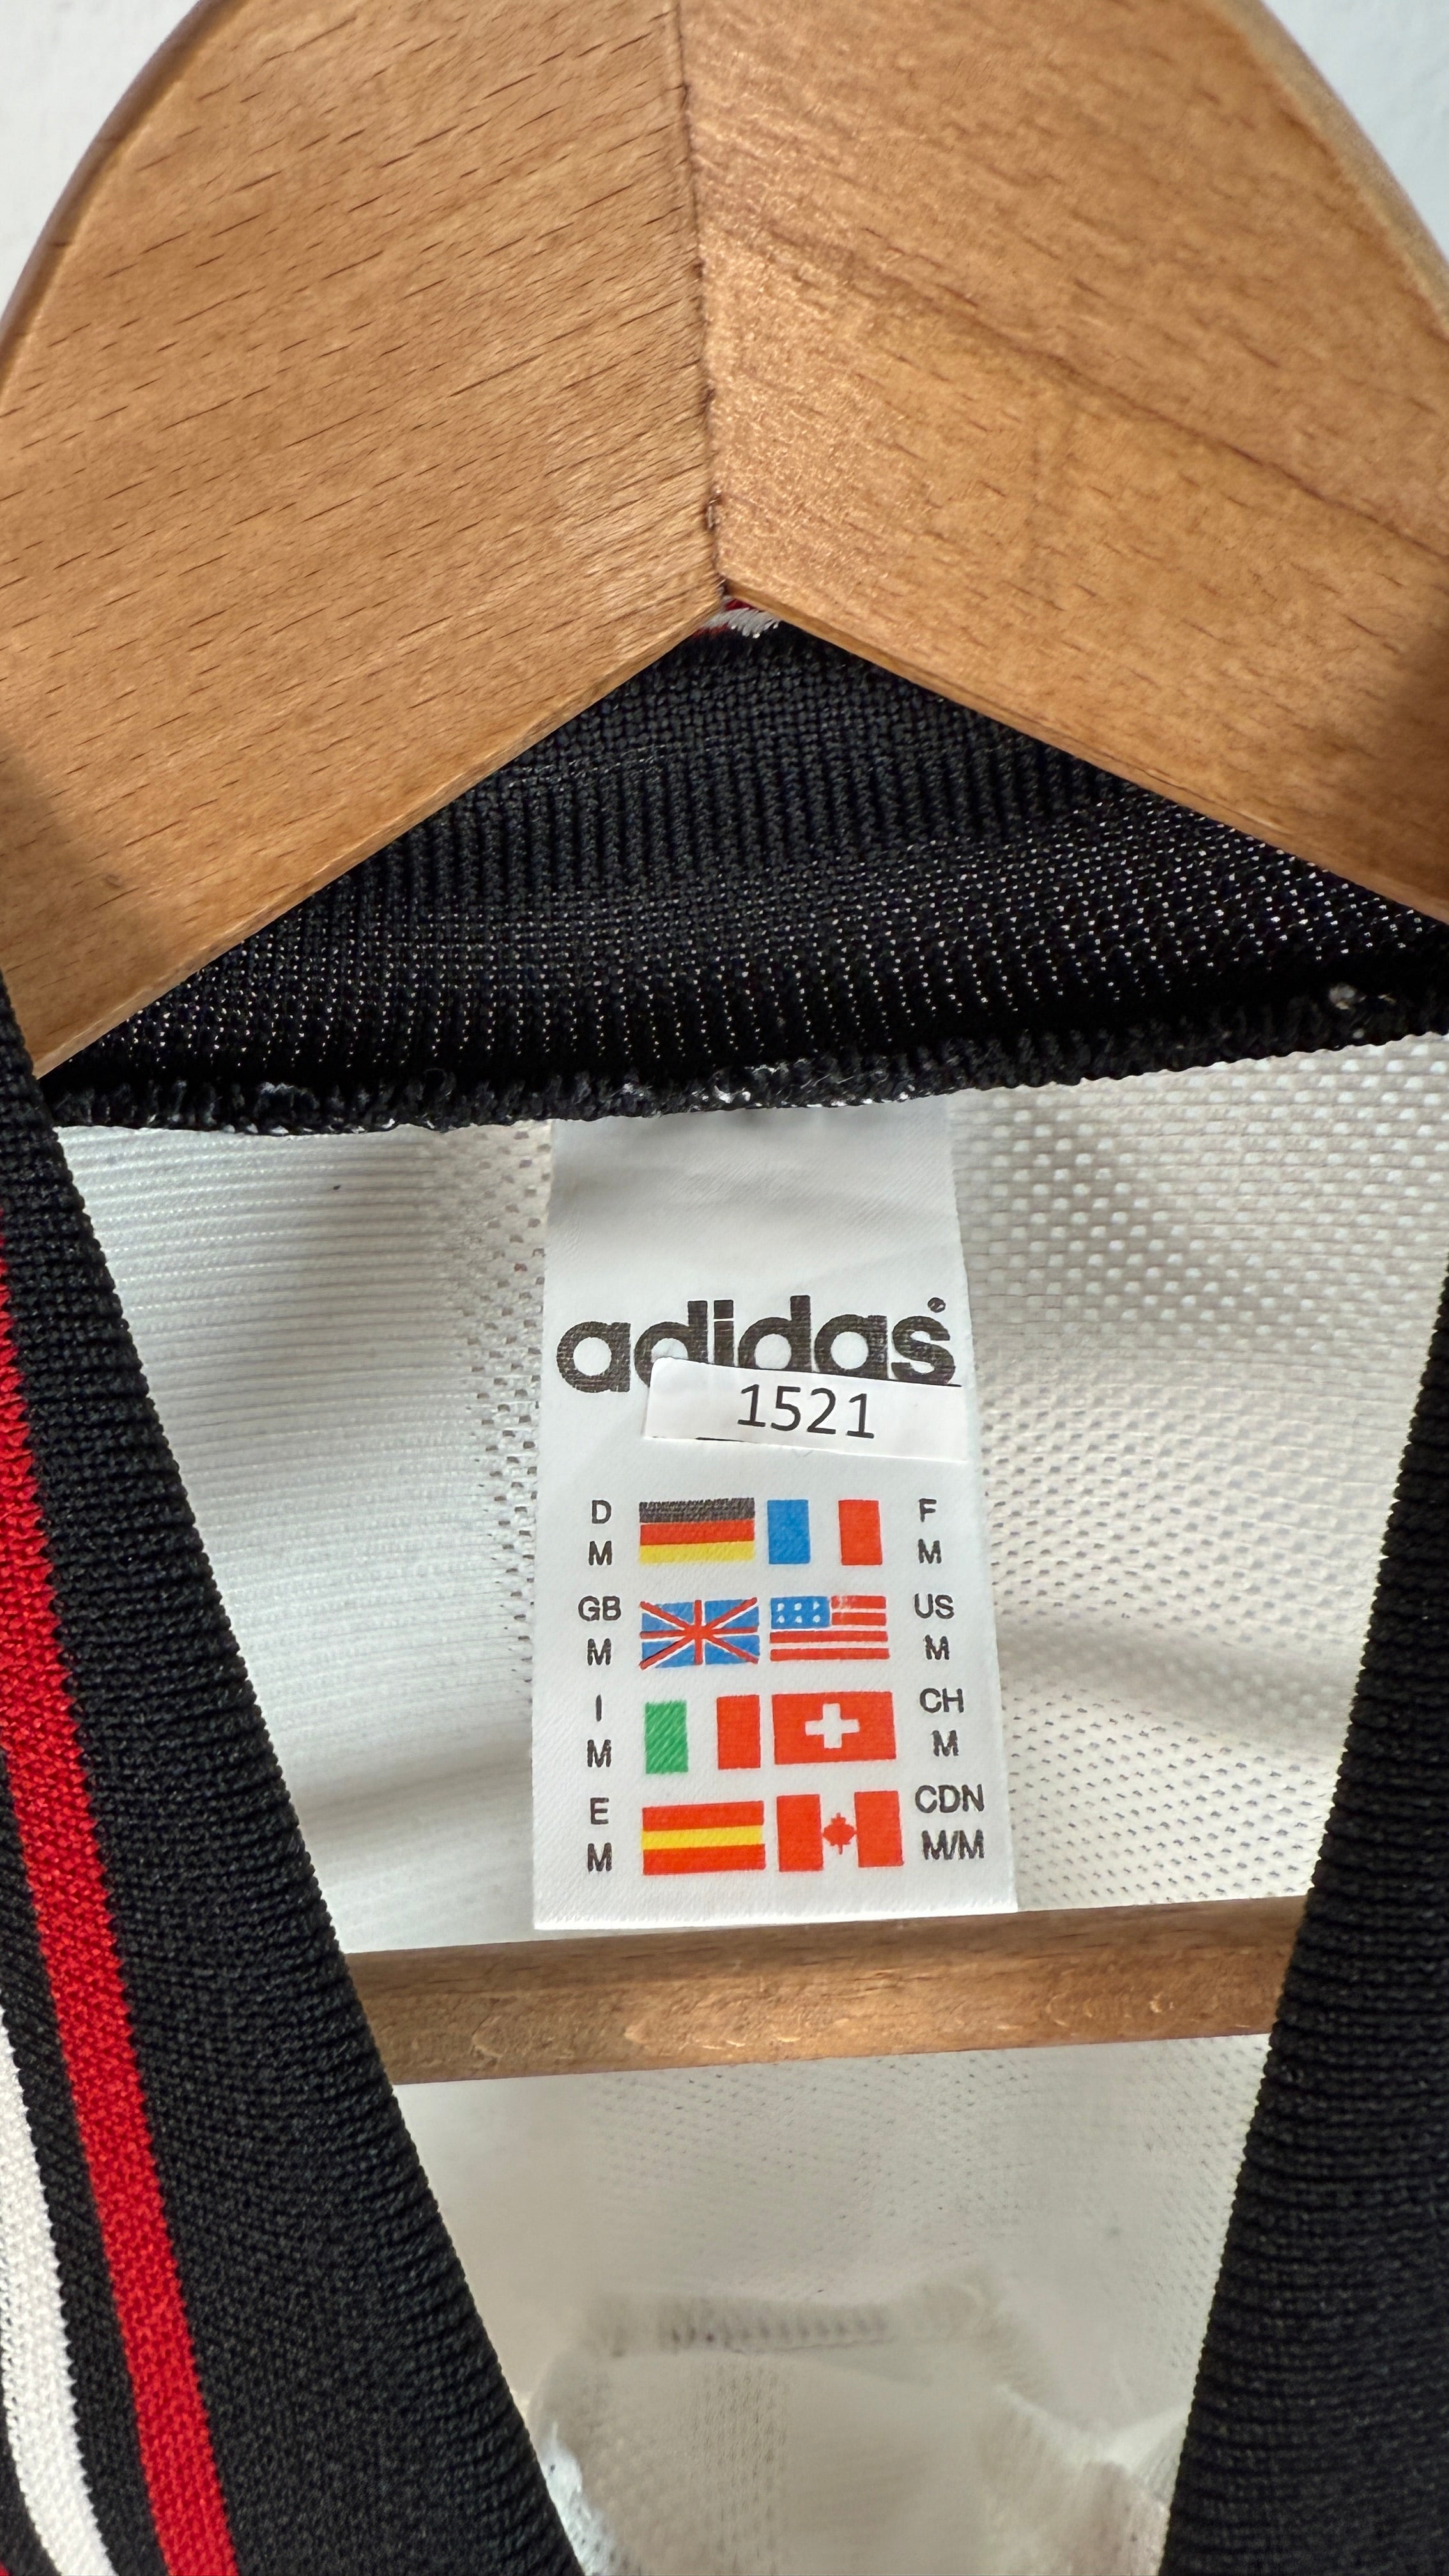 adidas®
1521
D F
M M
GB US
M M
I CH
M M
E CDN
M M/M